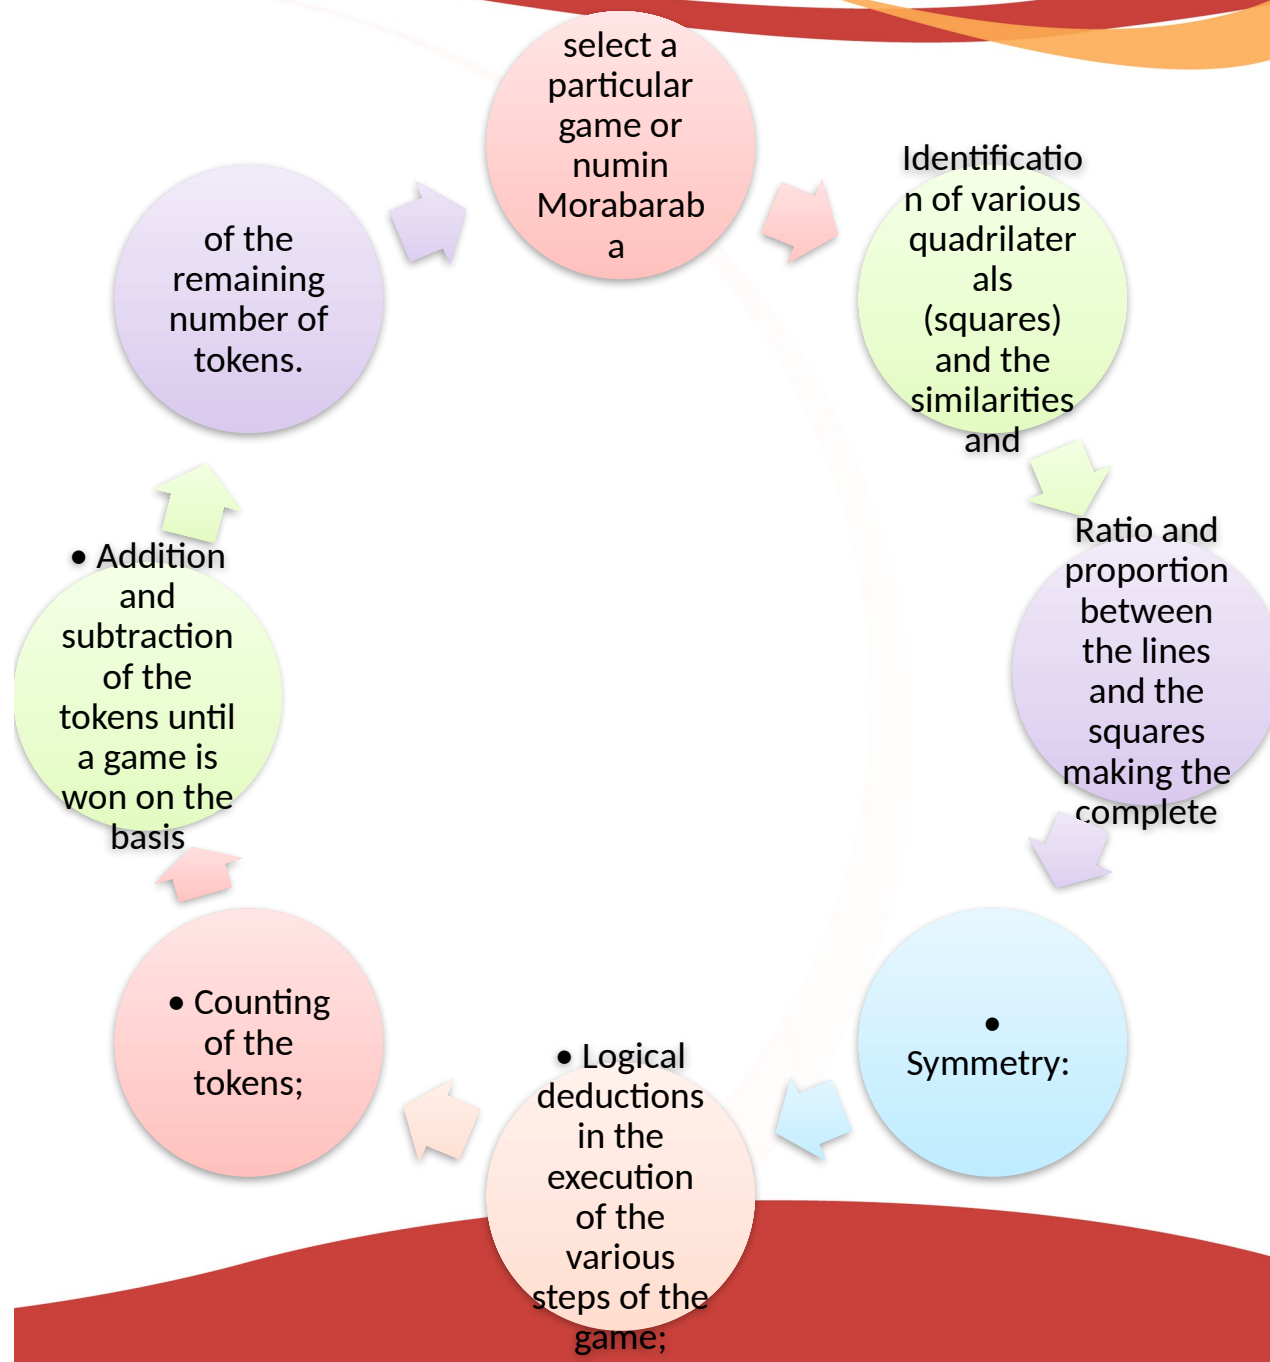 select a
particular
game or
numin
Morabarab
a
Identificatio
n of various
quadrilater
als
(squares)
and the
similarities
and
Ratio and
proportion
between
the lines
and the
squares
making the
complete
•
Symmetry:
• Logical
deductions
in the
execution
of the
various
steps of the
game;
• Counting
of the
tokens;
• Addition
and
subtraction
of the
tokens until
a game is
won on the
basis
of the
remaining
number of
tokens.